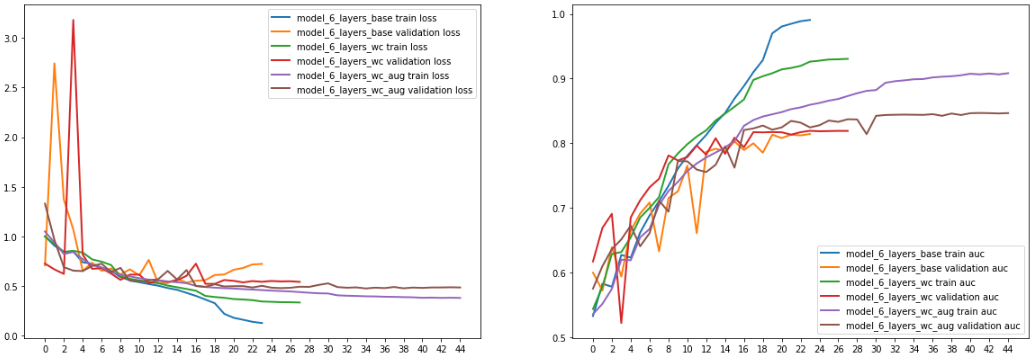 model_6_layers_base train loss
model_6_layers_base validation loss
model_6_layers_wc train loss
model_6_layers_wc validation loss
model_6_layers_wc_aug train loss
model_6_layers_wc_aug validation loss
3.0
2.5
2.0
1.5
1.0
0.5
0.0
0 2 4 6 8 10 12 14 16 18 20 22 24 26 28 30 32 34 36 38 40 42 44
1.0
0.9
0.8
0.7
0.6
0.5
model_6_layers_base train auc
model_6_layers_base validation auc
model_6_layers_wc train auc
model_6_layers_wc validation auc
model_6_layers_wc_aug train auc
model_6_layers_wc_aug validation auc
0 2 4 6 8 10 12 14 16 18 20 22 24 26 28 30 32 34 36 38 40 42 44